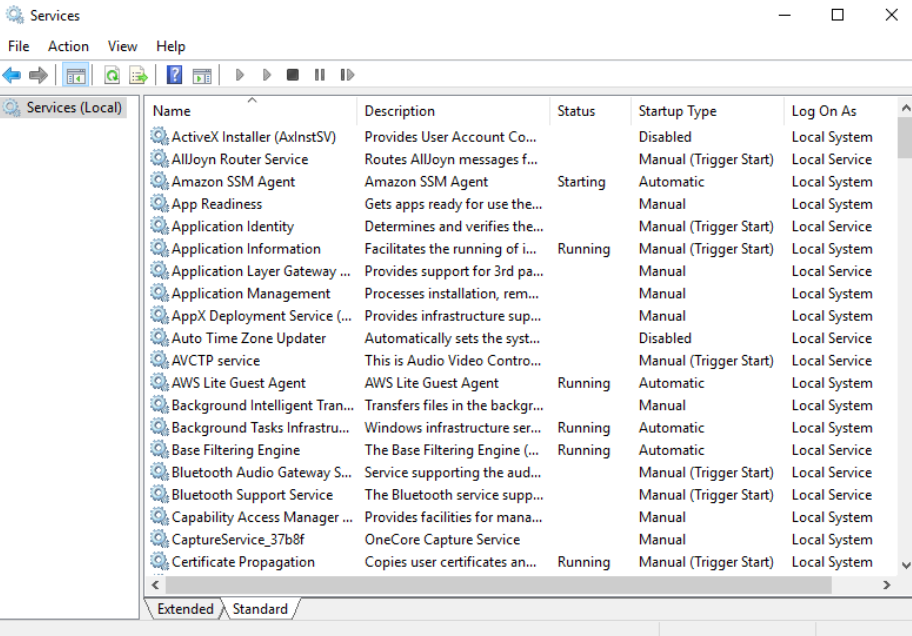 Services
File Action View Help
Services (Local)
Name Description Status Startup Type Log On As
ActiveX Installer (AxInstSV) Provides User Account Co... Disabled Local System
AllJoyn Router Service Routes AllJoyn messages f... Manual (Trigger Start) Local Service
Amazon SSM Agent Amazon SSM Agent Starting Automatic Local System
App Readiness Gets apps ready for use the... Manual Local System
Application Identity Determines and verifies the... Manual (Trigger Start) Local Service
Application Information Facilitates the running of i... Running Manual (Trigger Start) Local System
Application Layer Gateway ... Provides support for 3rd pa... Manual Local Service
Application Management Processes installation, rem... Manual Local System
AppX Deployment Service (... Provides infrastructure sup... Manual Local System
Auto Time Zone Updater Automatically sets the syst... Disabled Local Service
AVCTP service This is Audio Video Contro... Manual (Trigger Start) Local Service
AWS Lite Guest Agent AWS Lite Guest Agent Running Automatic Local System
Background Intelligent Tran... Transfers files in the backgr... Manual Local System
Background Tasks Infrastru... Windows infrastructure ser... Running Automatic Local System
Base Filtering Engine The Base Filtering Engine (... Running Automatic Local Service
Bluetooth Audio Gateway S... Service supporting the aud... Manual (Trigger Start) Local Service
Bluetooth Support Service The Bluetooth service supp... Manual (Trigger Start) Local Service
Capability Access Manager ... Provides facilities for mana... Manual Local System
CaptureService_37b8f OneCore Capture Service Manual Local System
Certificate Propagation Copies user certificates an... Running Manual (Trigger Start) Local System
Extended Standard